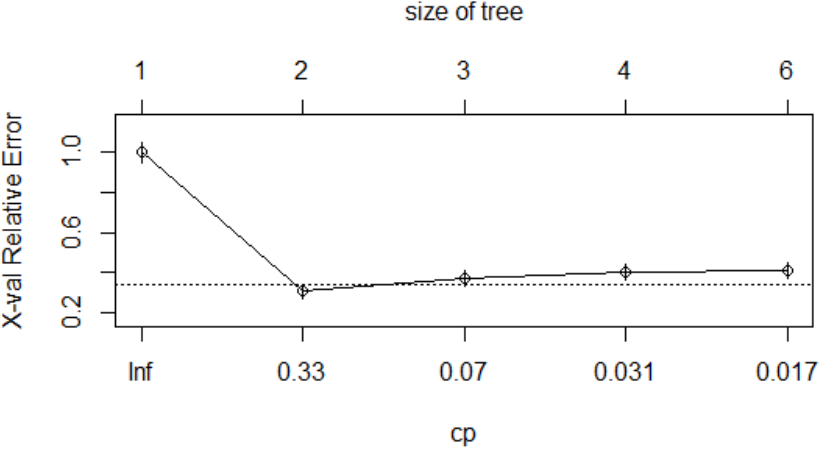 size of tree
1 2 3 4 6
X-val Relative Error
1.0
0.6
0.2
Inf 0.33 0.07 0.031 0.017
cp